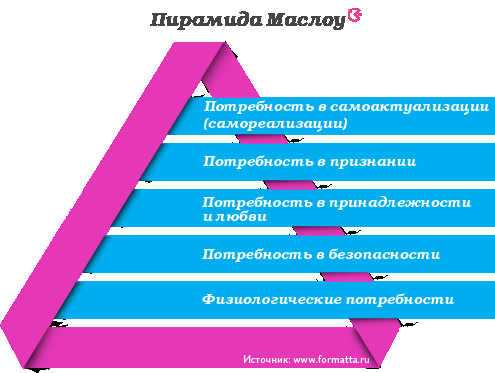 Пирамида Маслоу
Потребность в самоактуализации
(самореализации)
Потребность в признании
Потребность в принадлежности
и любви
Потребность в безопасности
Физиологические потребности
Источник: www.formatta.ru